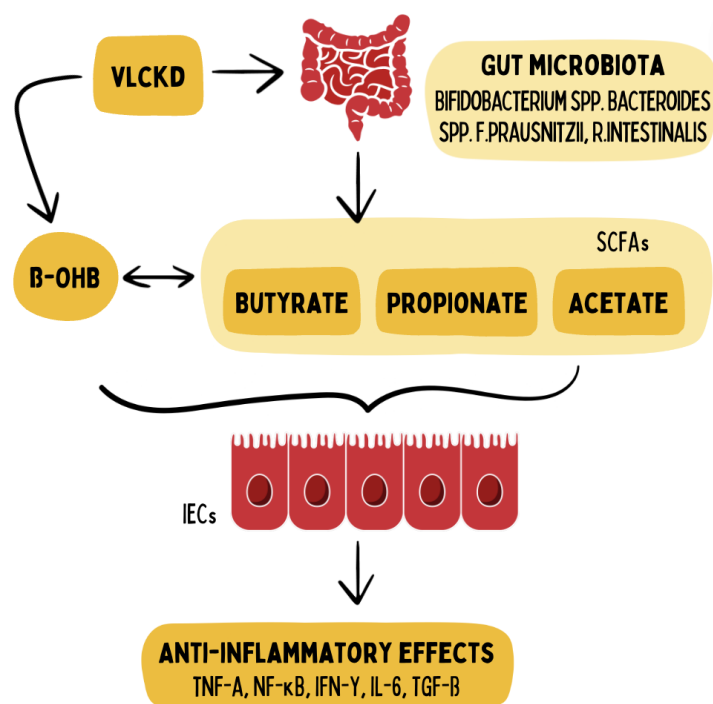 VLCKD
GUT MICROBIOTA
BIFIDOBACTERIUM SPP. BACTEROIDES
SPP. F.PRAUSNITZII, R.INTESTINALIS
SCFAs
ß-OHB
BUTYRATE
PROPIONATE
ACETATE
IECs
ANTI-INFLAMMATORY EFFECTS
TNF-A, NF-κB, IFN-Y, IL-6, TGF-ß